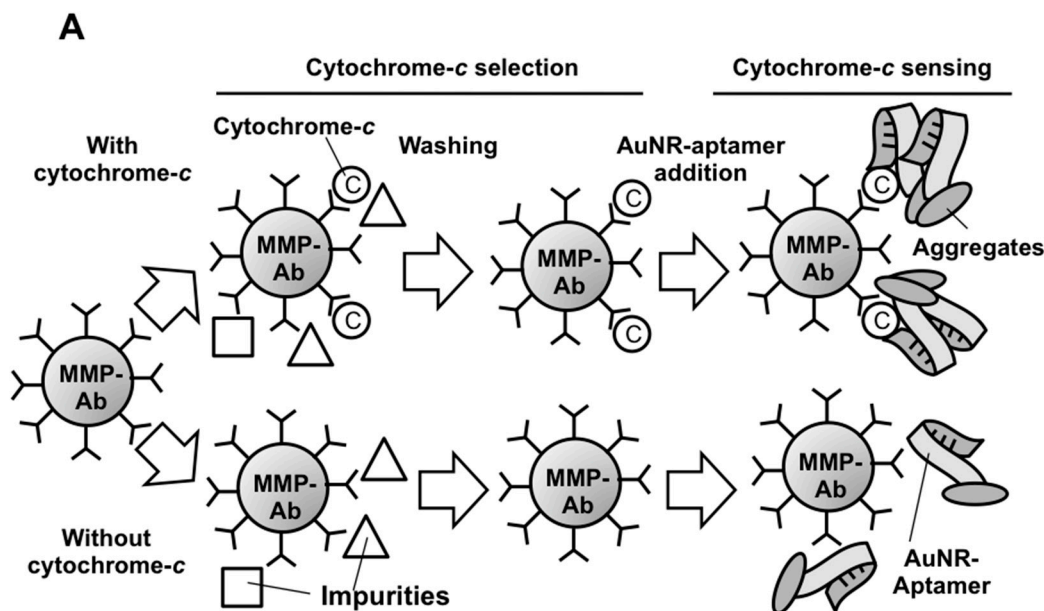 A
Cytochrome-c selection
Cytochrome-c sensing
With
cytochrome-c
Cytochrome-c
Washing
AuNR-aptamer
addition
C
C
MMP-
Ab
C
C
MMP-
Ab
C
C
MMP-
Ab
Aggregates
MMP-
Ab
MMP-
Ab
MMP-
Ab
MMP-
Ab
Without
cytochrome-c
Impurities
AuNR-
Aptamer